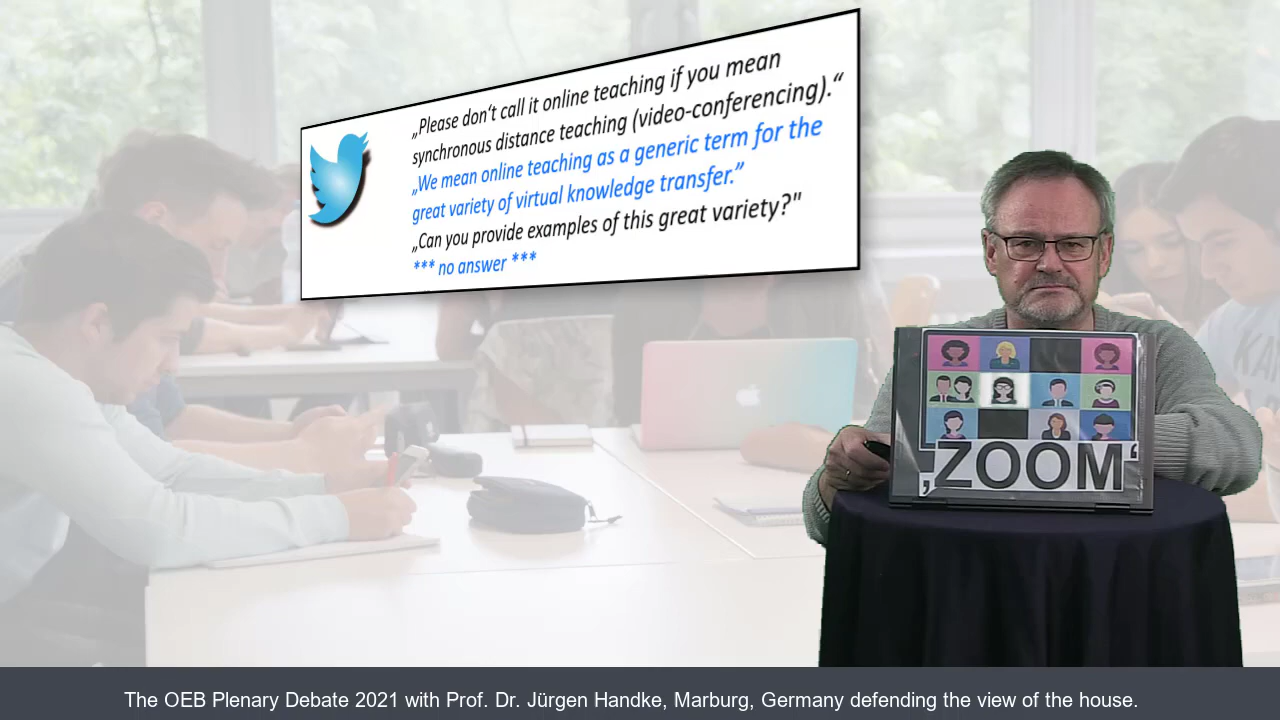 „Please don‘t call it online teaching if you mean
synchronous distance teaching (video-conferencing).“
„We mean online teaching as a generic term for the
great variety of virtual knowledge transfer.”
„Can you provide examples of this great variety?"
*** no answer ***
‚ZOOM‘
KAN
The OEB Plenary Debate 2021 with Prof. Dr. Jürgen Handke, Marburg, Germany defending the view of the house.